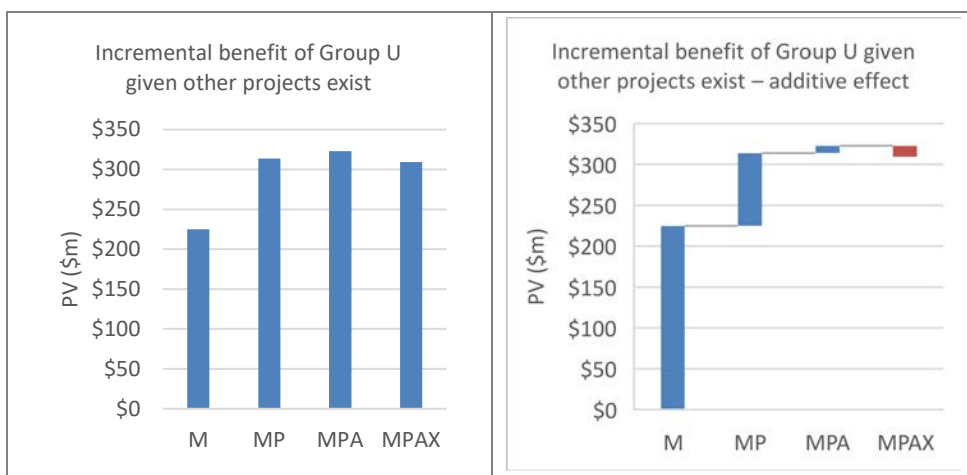 Incremental benefit of Group U
given other projects exist
$350
$300
$250
$200
$150
$100
$50
$0
PV ($m)
M MP MPA MPAX
Incremental benefit of Group U given
other projects exist – additive effect
$350
$300
$250
$200
$150
$100
$50
$0
PV ($m)
M MP MPA MPAX